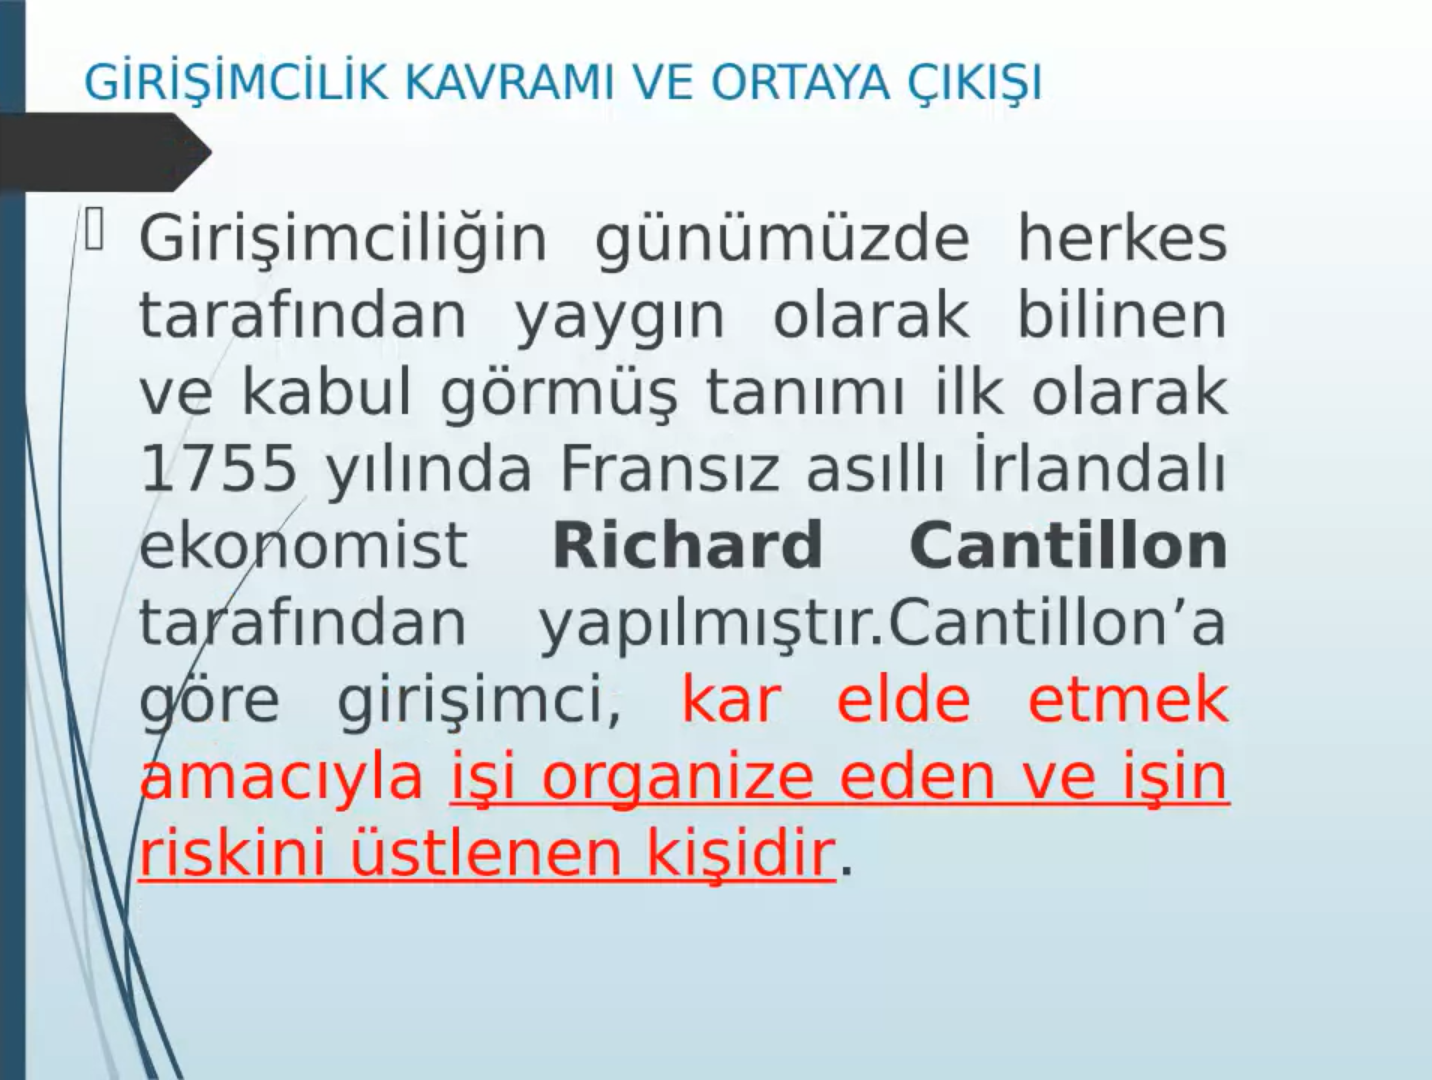 GİRİŞİMCİLİK KAVRAMI VE ORTAYA ÇIKIŞI
Girişimciliğin günümüzde herkes
tarafından yaygın olarak bilinen
ve kabul görmüş tanımı ilk olarak
1755 yılında Fransız asıllı İrlandalı
ekonomist Richard Cantillon
tarafından yapılmıştır.Cantillon’a
göre girişimci, kar elde etmek
amacıyla işi organize eden ve işin
riskini üstlenen kişidir.